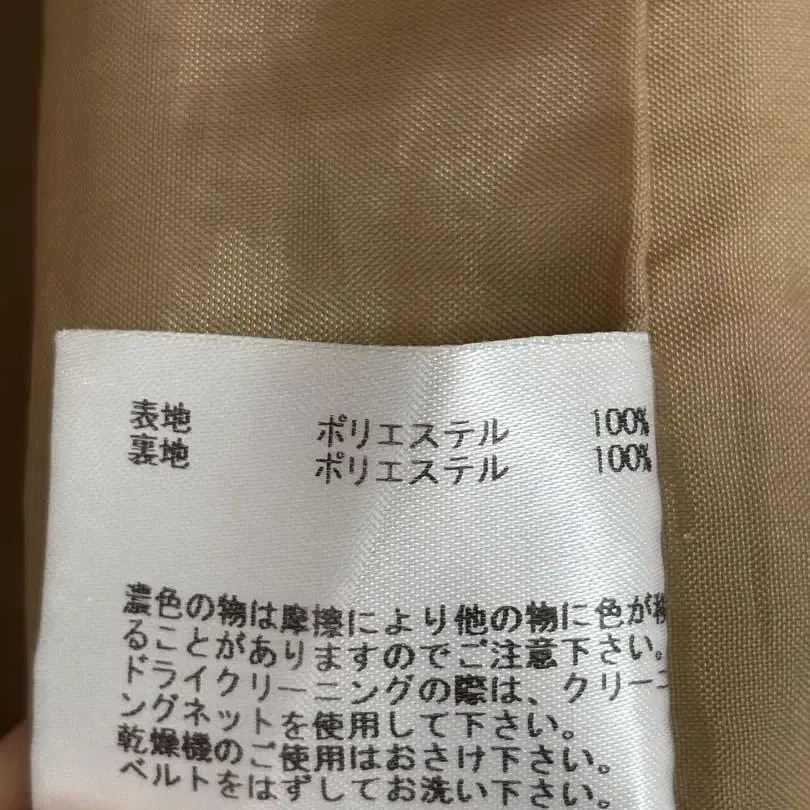 表地 ポリエステル 100%
裏地 ポリエステル 100%
濃色の物は摩擦により他の物に色が移
ることがありますのでご注意下さい。
ドライクリーニングの際は、クリーニ
ングネットを使用して下さい。
乾燥機のご使用はおさけ下さい。
ベルトをはずしてお洗い下さい。